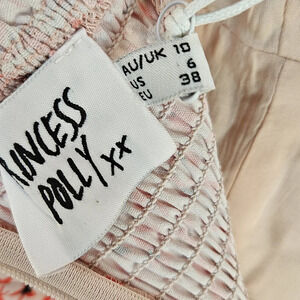 RINCESS
POLLY xx
AU/UK 10
US 6
EU 38